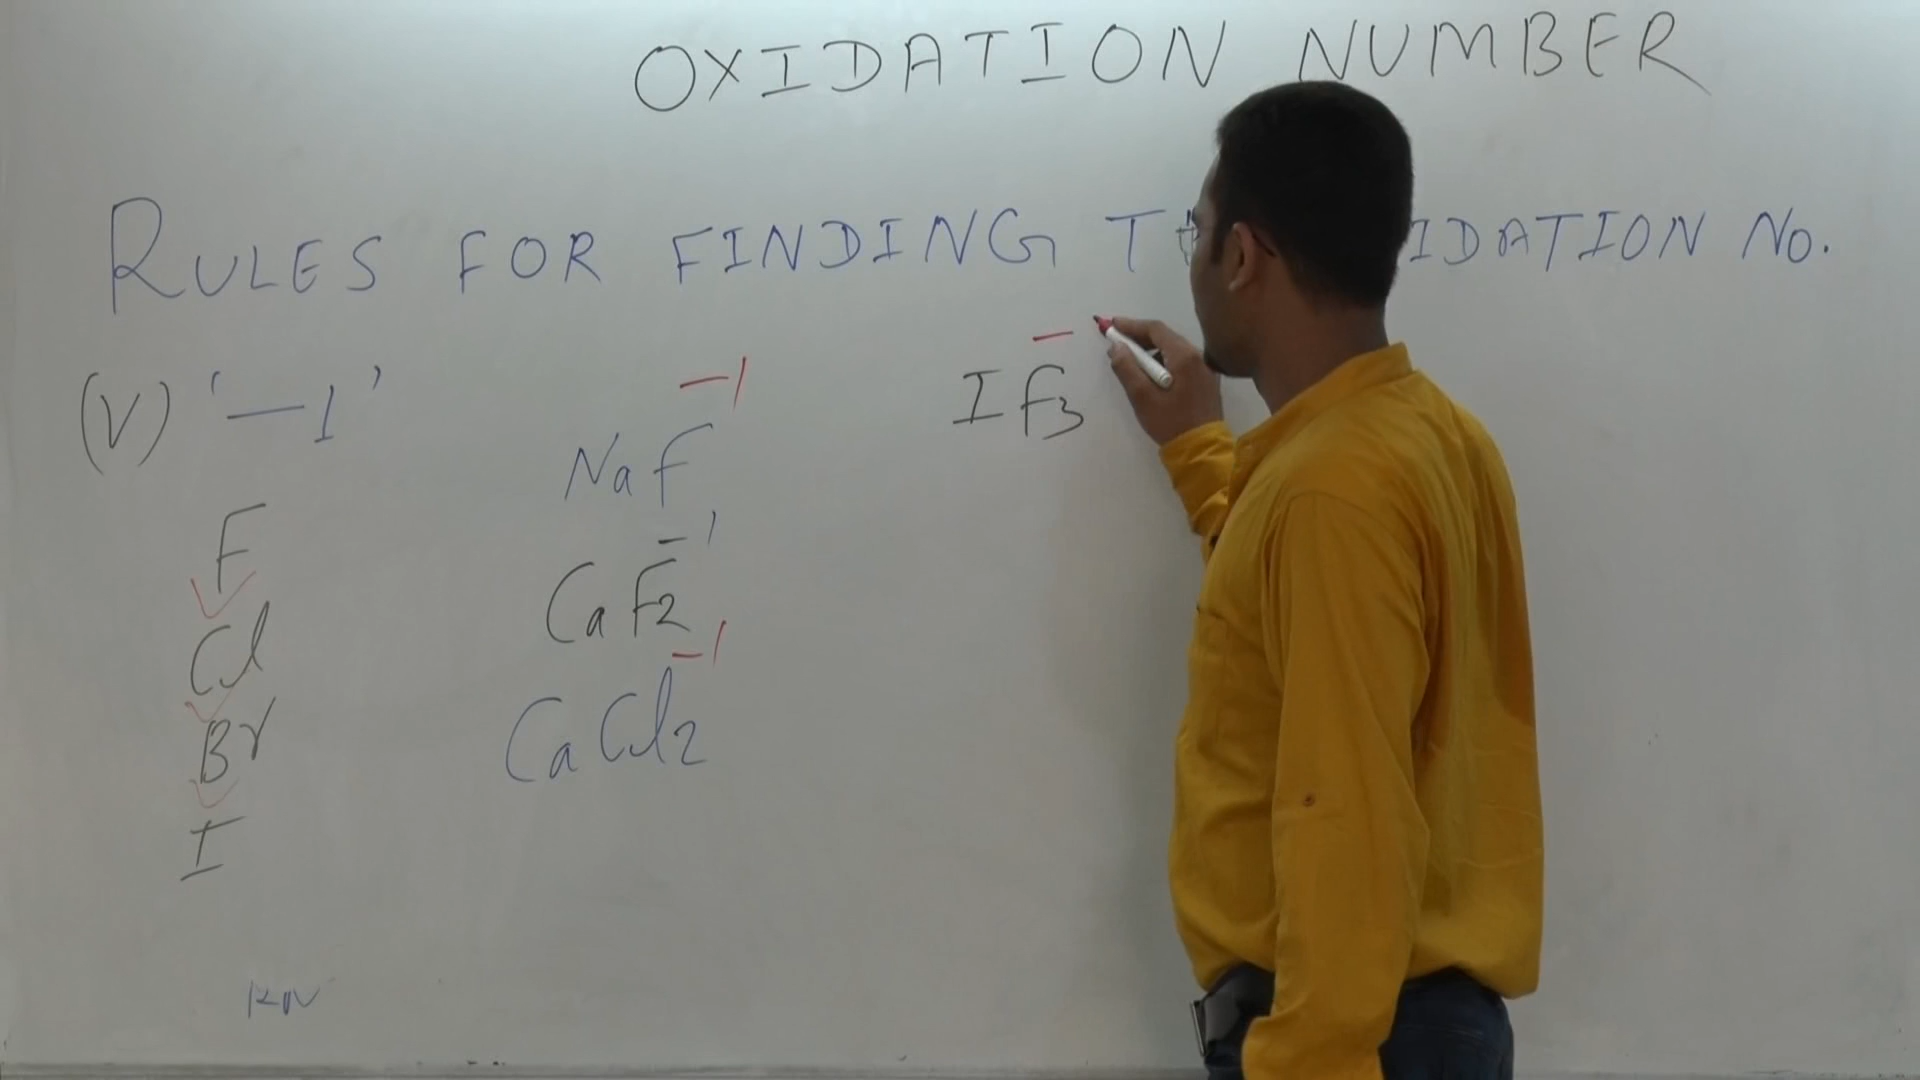 OXIDATION NUMBER
RULES FOR FINDING IDATION No.
(V) '-1'
F
Cl
Br
I
-1
NaF
-1
CaF2
-1
CaCl2
-
IF3